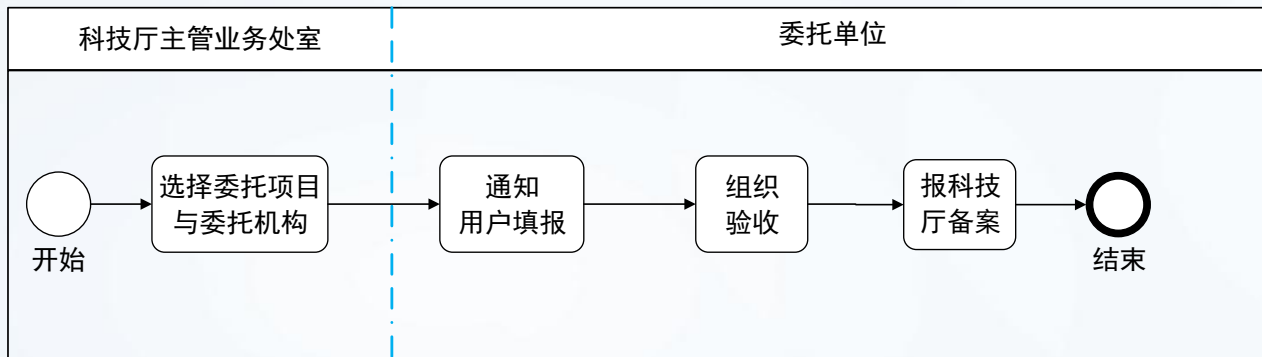 科技厅主管业务处室
委托单位
开始
选择委托项目
与委托机构
通知
用户填报
组织
验收
报科技
厅备案
结束